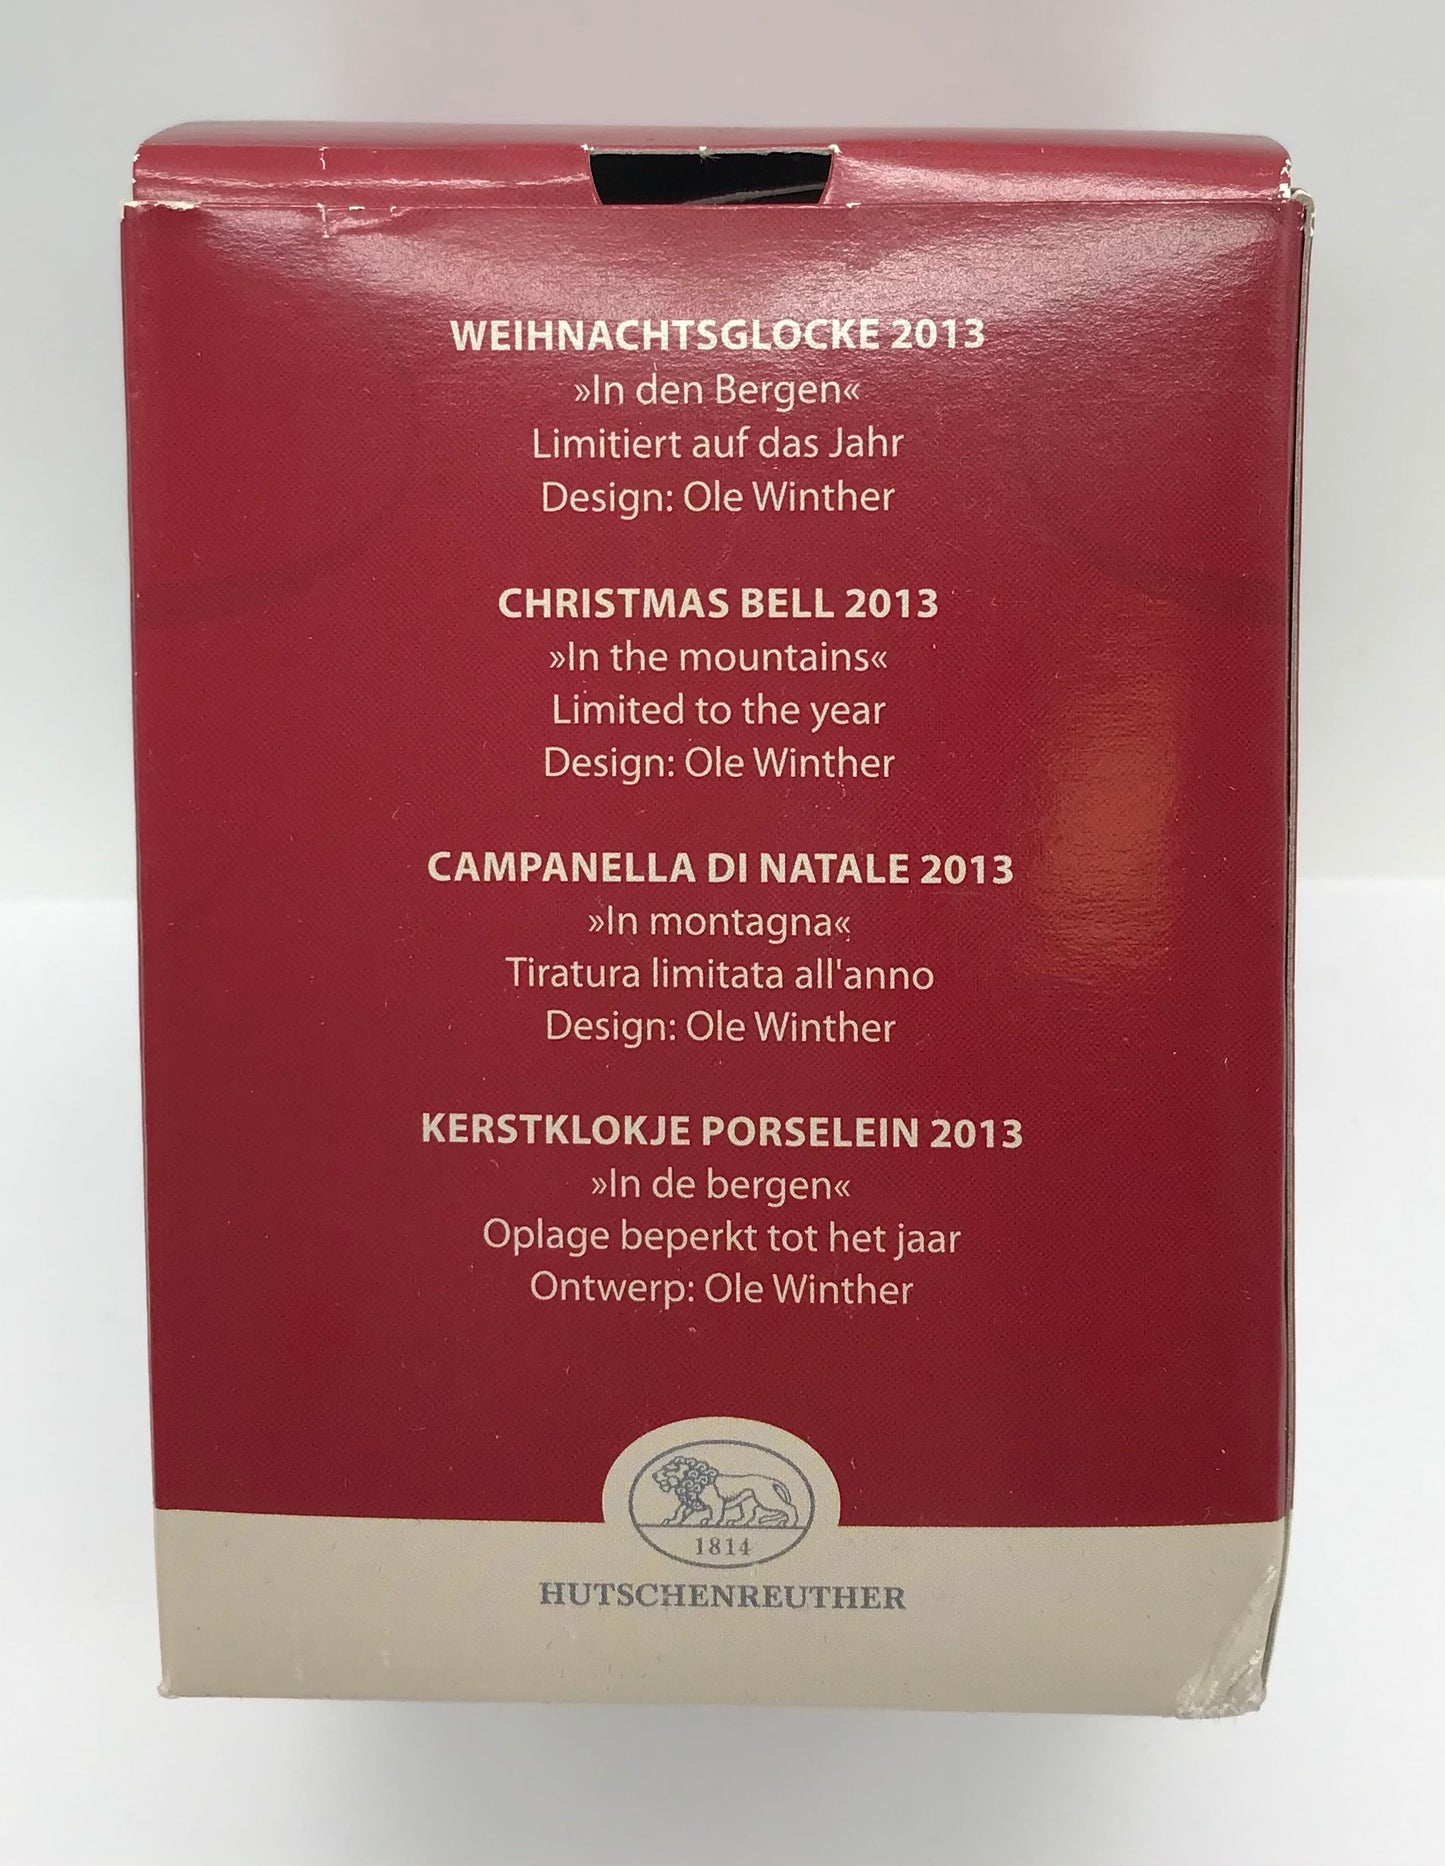 WEIHNACHTSGLOCKE 2013
»In den Bergen«
Limitiert auf das Jahr
Design: Ole Winther
CHRISTMAS BELL 2013
»In the mountains«
Limited to the year
Design: Ole Winther
CAMPANELLA DI NATALE 2013
»In montagna«
Tiratura limitata all'anno
Design: Ole Winther
KERSTKLOKJE PORSELEIN 2013
»In de bergen«
Oplage beperkt tot het jaar
Ontwerp: Ole Winther
1814
HUTSCHENREUTHER